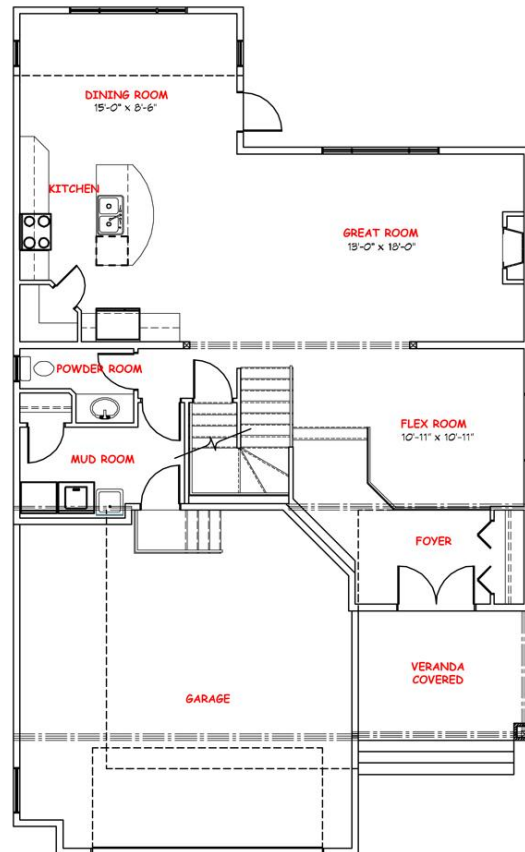 DINING ROOM
15'-0" x 8'-6"
KITCHEN
GREAT ROOM
13'-0" x 18'-0"
POWDER ROOM
FLEX ROOM
10'-11" x 10'-11"
MUD ROOM
FOYER
VERANDA
COVERED
GARAGE